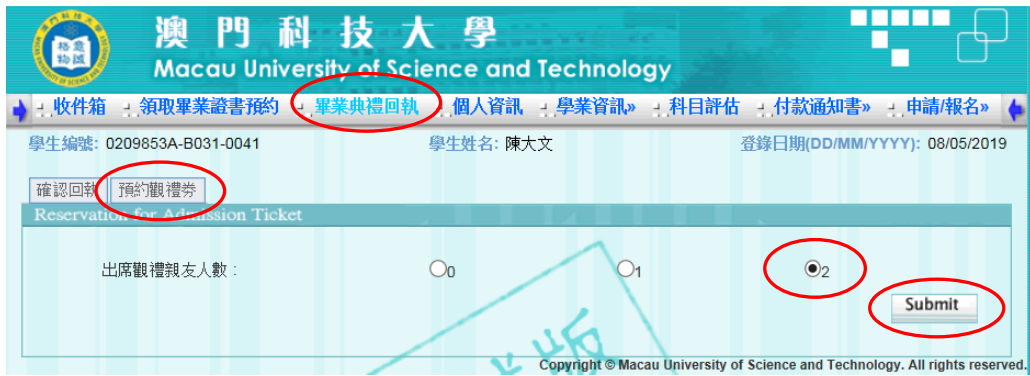 澳門科技大學
Macau University of Science and Technology
收件箱 領取畢業證書預約 畢業典禮回執 個人資訊 學業資訊» 科目評估 付款通知書» 申請/報名»
學生編號: 0209853A-B031-0041 學生姓名: 陳大文 登錄日期(DD/MM/YYYY): 08/05/2019
確認回執 預約觀禮券
Reservation for Admission Ticket
出席觀禮親友人數 : 0 1 2
Submit
版
Copyright © Macau University of Science and Technology. All rights reserved.